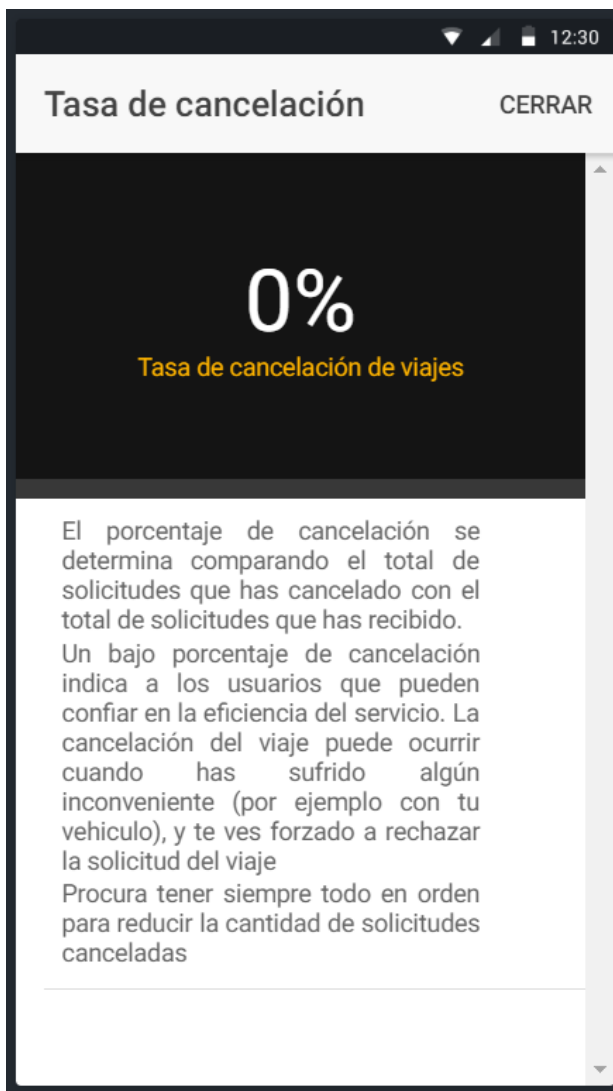 12:30
Tasa de cancelación CERRAR
0%
Tasa de cancelación de viajes
El porcentaje de cancelación se
determina comparando el total de
solicitudes que has cancelado con el
total de solicitudes que has recibido.
Un bajo porcentaje de cancelación
indica a los usuarios que pueden
confiar en la eficiencia del servicio. La
cancelación del viaje puede ocurrir
cuando has sufrido algún
inconveniente (por ejemplo con tu
vehiculo), y te ves forzado a rechazar
la solicitud del viaje
Procura tener siempre todo en orden
para reducir la cantidad de solicitudes
canceladas